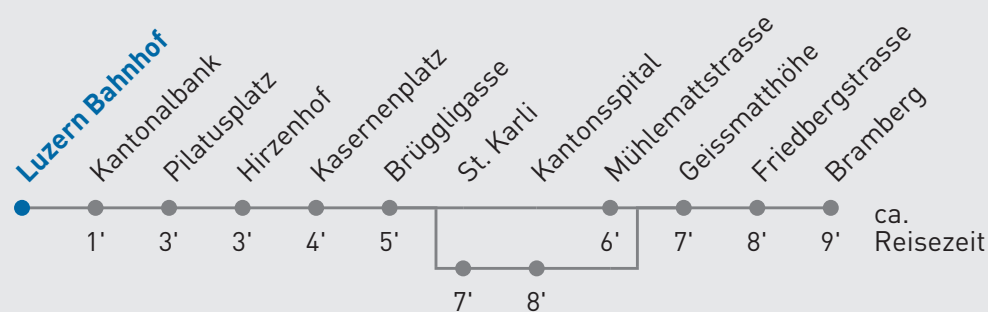 Luzern Bahnhof
Kantonalbank
Pilatusplatz
Hirzenhof
Kasernenplatz
Brüggligasse
St. Karli
Kantonsspital
Mühlemattstrasse
Geissmatthöhe
Friedbergstrasse
Bramberg
1' 3' 3' 4' 5' 6' 7' 8' 9'
ca.
Reisezeit
7' 8'